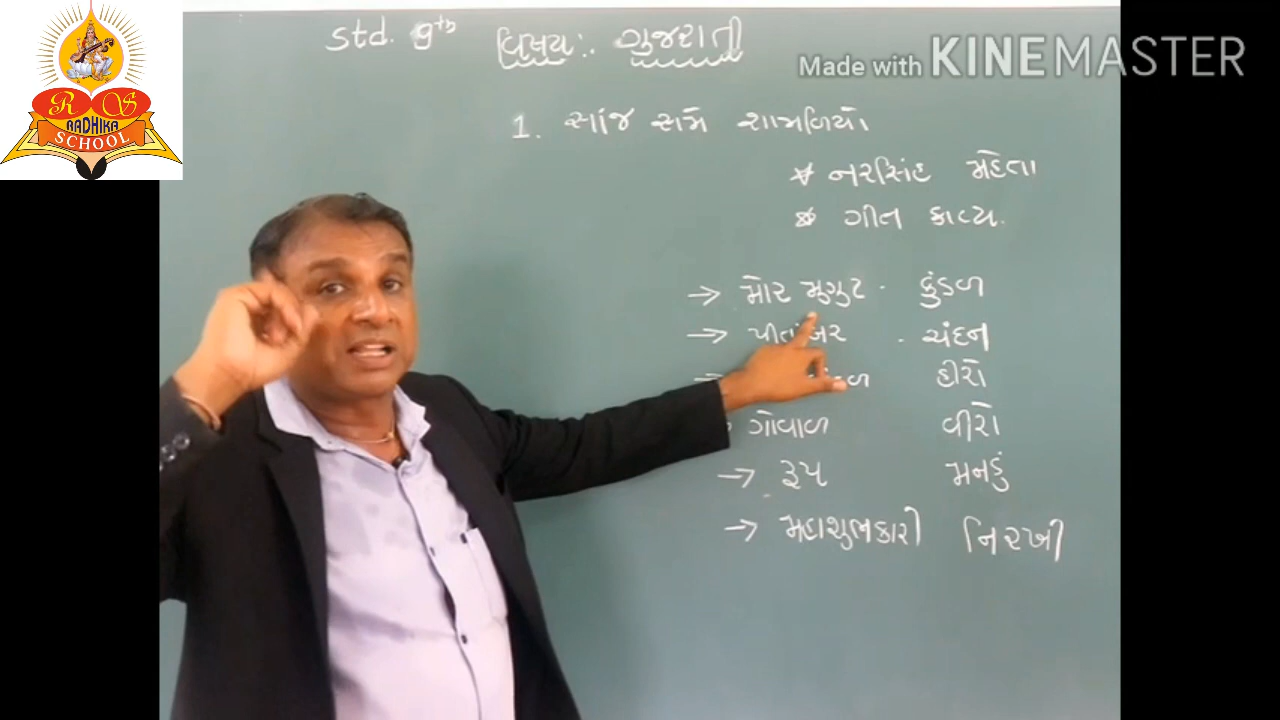 RS
RADHIKA
SCHOOL
Made with KINEMASTER
Std. 9th વિષય:. ગુજરાતી
1. સાંજ સમે શામળિયો
* નરસિંહ મહેતા
* ગીત કાવ્ય.
→ મોર મુગુટ · કુંડળ
→ પીતાંબર · ચંદન
હીરો
ગોવાળ વીરો
→ રૂપ મનડું
→ મહાશુભકારી નિરખી